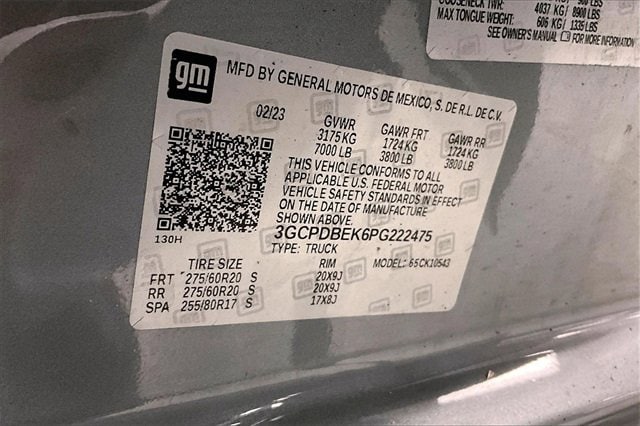 4037 KG/ 8900 LBS
MAX TONGUE WEIGHT: 606 KG/ 1335 LBS
SEE OWNER'S MANUAL FOR MORE INFORMATION
gm
MFD BY GENERAL MOTORS DE MEXICO, S. DE R.L. DE C.V.
02/23
GVWR GAWR FRT GAWR RR
3175 KG 1724 KG 1724 KG
7000 LB 3800 LB 3800 LB
THIS VEHICLE CONFORMS TO ALL
APPLICABLE U.S. FEDERAL MOTOR
VEHICLE SAFETY STANDARDS IN EFFECT
ON THE DATE OF MANUFACTURE
SHOWN ABOVE.
3GCPDBEK6PG222475
130H
TYPE: TRUCK
TIRE SIZE RIM MODEL: 65CK10543
FRT 275/60R20 S 20X9J
RR 275/60R20 S 20X9J
SPA 255/80R17 S 17X8J